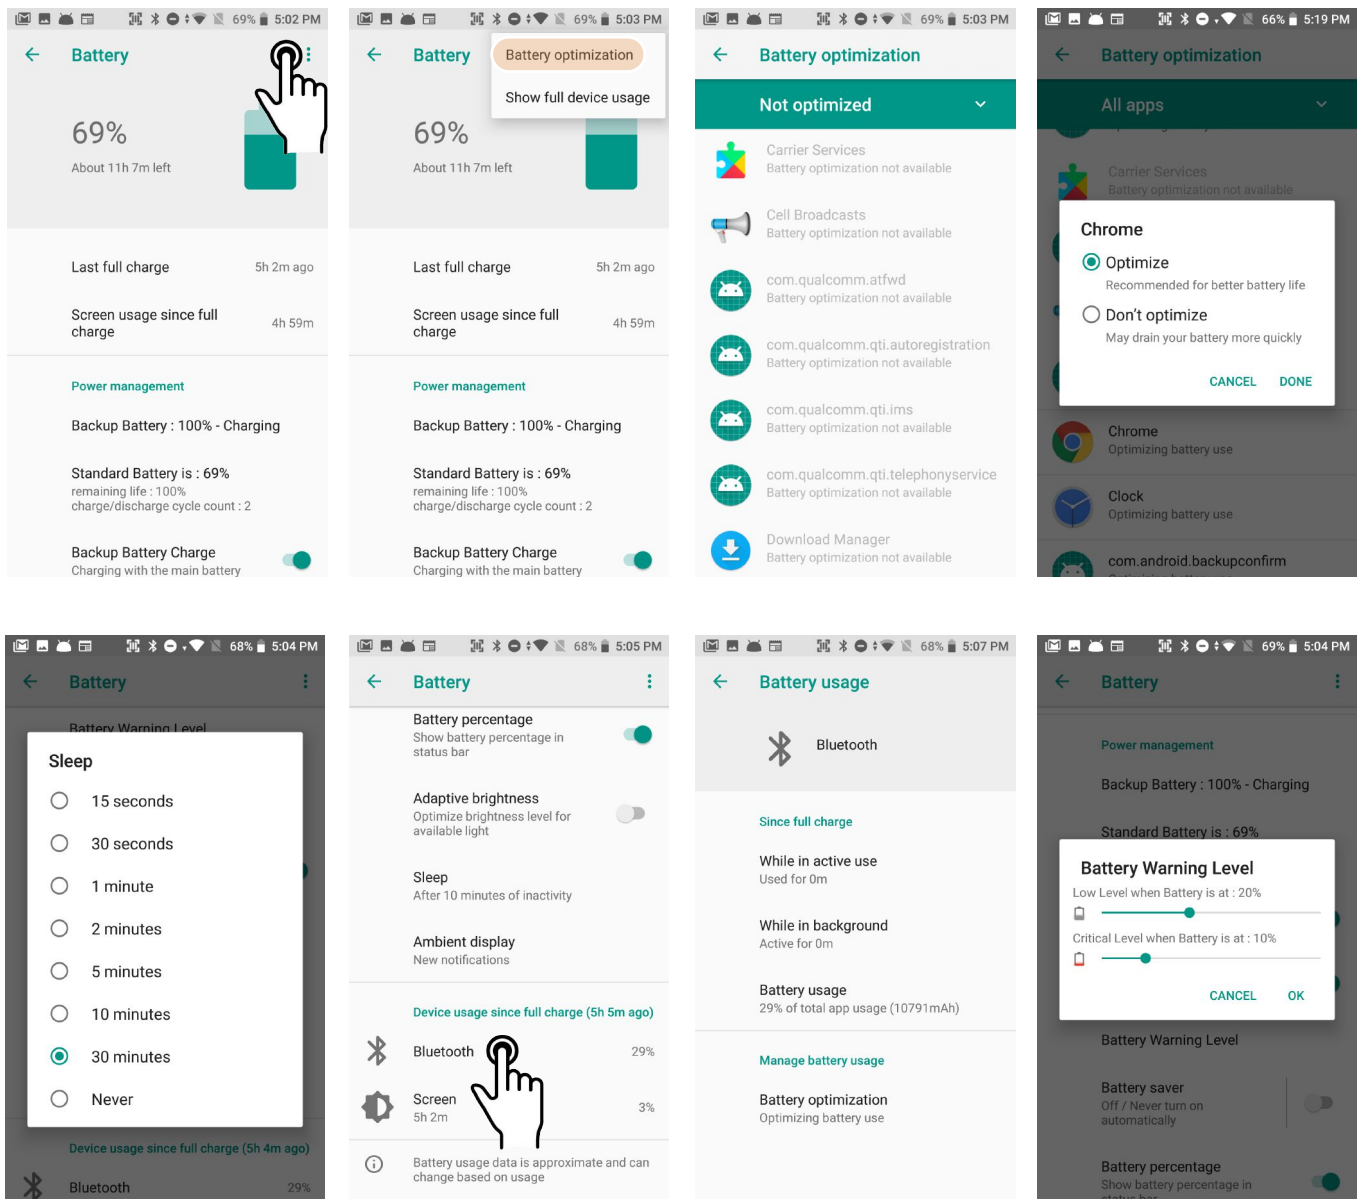 69% 5:02 PM
Battery
69%
About 11h 7m left
Last full charge
5h 2m ago
Screen usage since full
charge
4h 59m
Power management
Backup Battery : 100% - Charging
Standard Battery is : 69%
remaining life : 100%
charge/discharge cycle count : 2
Backup Battery Charge
Charging with the main battery
69% 5:03 PM
Battery
Battery optimization
Show full device usage
69%
About 11h 7m left
Last full charge
5h 2m ago
Screen usage since full
charge
4h 59m
Power management
Backup Battery : 100% - Charging
Standard Battery is : 69%
remaining life : 100%
charge/discharge cycle count : 2
Backup Battery Charge
Charging with the main battery
69% 5:03 PM
Battery optimization
Not optimized
Carrier Services
Battery optimization not available
Cell Broadcasts
Battery optimization not available
com.qualcomm.atfwd
Battery optimization not available
com.qualcomm.qti.autoregistration
Battery optimization not available
com.qualcomm.qti.ims
Battery optimization not available
com.qualcomm.qti.telephonyservice
Battery optimization not available
Download Manager
Battery optimization not available
66% 5:19 PM
Battery optimization
All apps
Carrier Services
Battery optimization not available
Chrome
Optimize
Recommended for better battery life
Don't optimize
May drain your battery more quickly
CANCEL DONE
Chrome
Optimizing battery use
Clock
Optimizing battery use
com.android.backupconfirm
68% 5:04 PM
Battery
Battery Warning Level
Sleep
15 seconds
30 seconds
1 minute
2 minutes
5 minutes
10 minutes
30 minutes
Never
Device usage since full charge (5h 4m ago)
Bluetooth
29%
68% 5:05 PM
Battery
Battery percentage
Show battery percentage in
status bar
Adaptive brightness
Optimize brightness level for
available light
Sleep
After 10 minutes of inactivity
Ambient display
New notifications
Device usage since full charge (5h 5m ago)
Bluetooth
29%
Screen
5h 2m
3%
Battery usage data is approximate and can
change based on usage
68% 5:07 PM
Battery usage
Bluetooth
Since full charge
While in active use
Used for 0m
While in background
Active for 0m
Battery usage
29% of total app usage (10791mAh)
Manage battery usage
Battery optimization
Optimizing battery use
69% 5:04 PM
Battery
Power management
Backup Battery : 100% - Charging
Standard Battery is : 69%
Battery Warning Level
Low Level when Battery is at : 20%
Critical Level when Battery is at : 10%
CANCEL OK
Battery Warning Level
Battery saver
Off / Never turn on
automatically
Battery percentage
Show battery percentage in